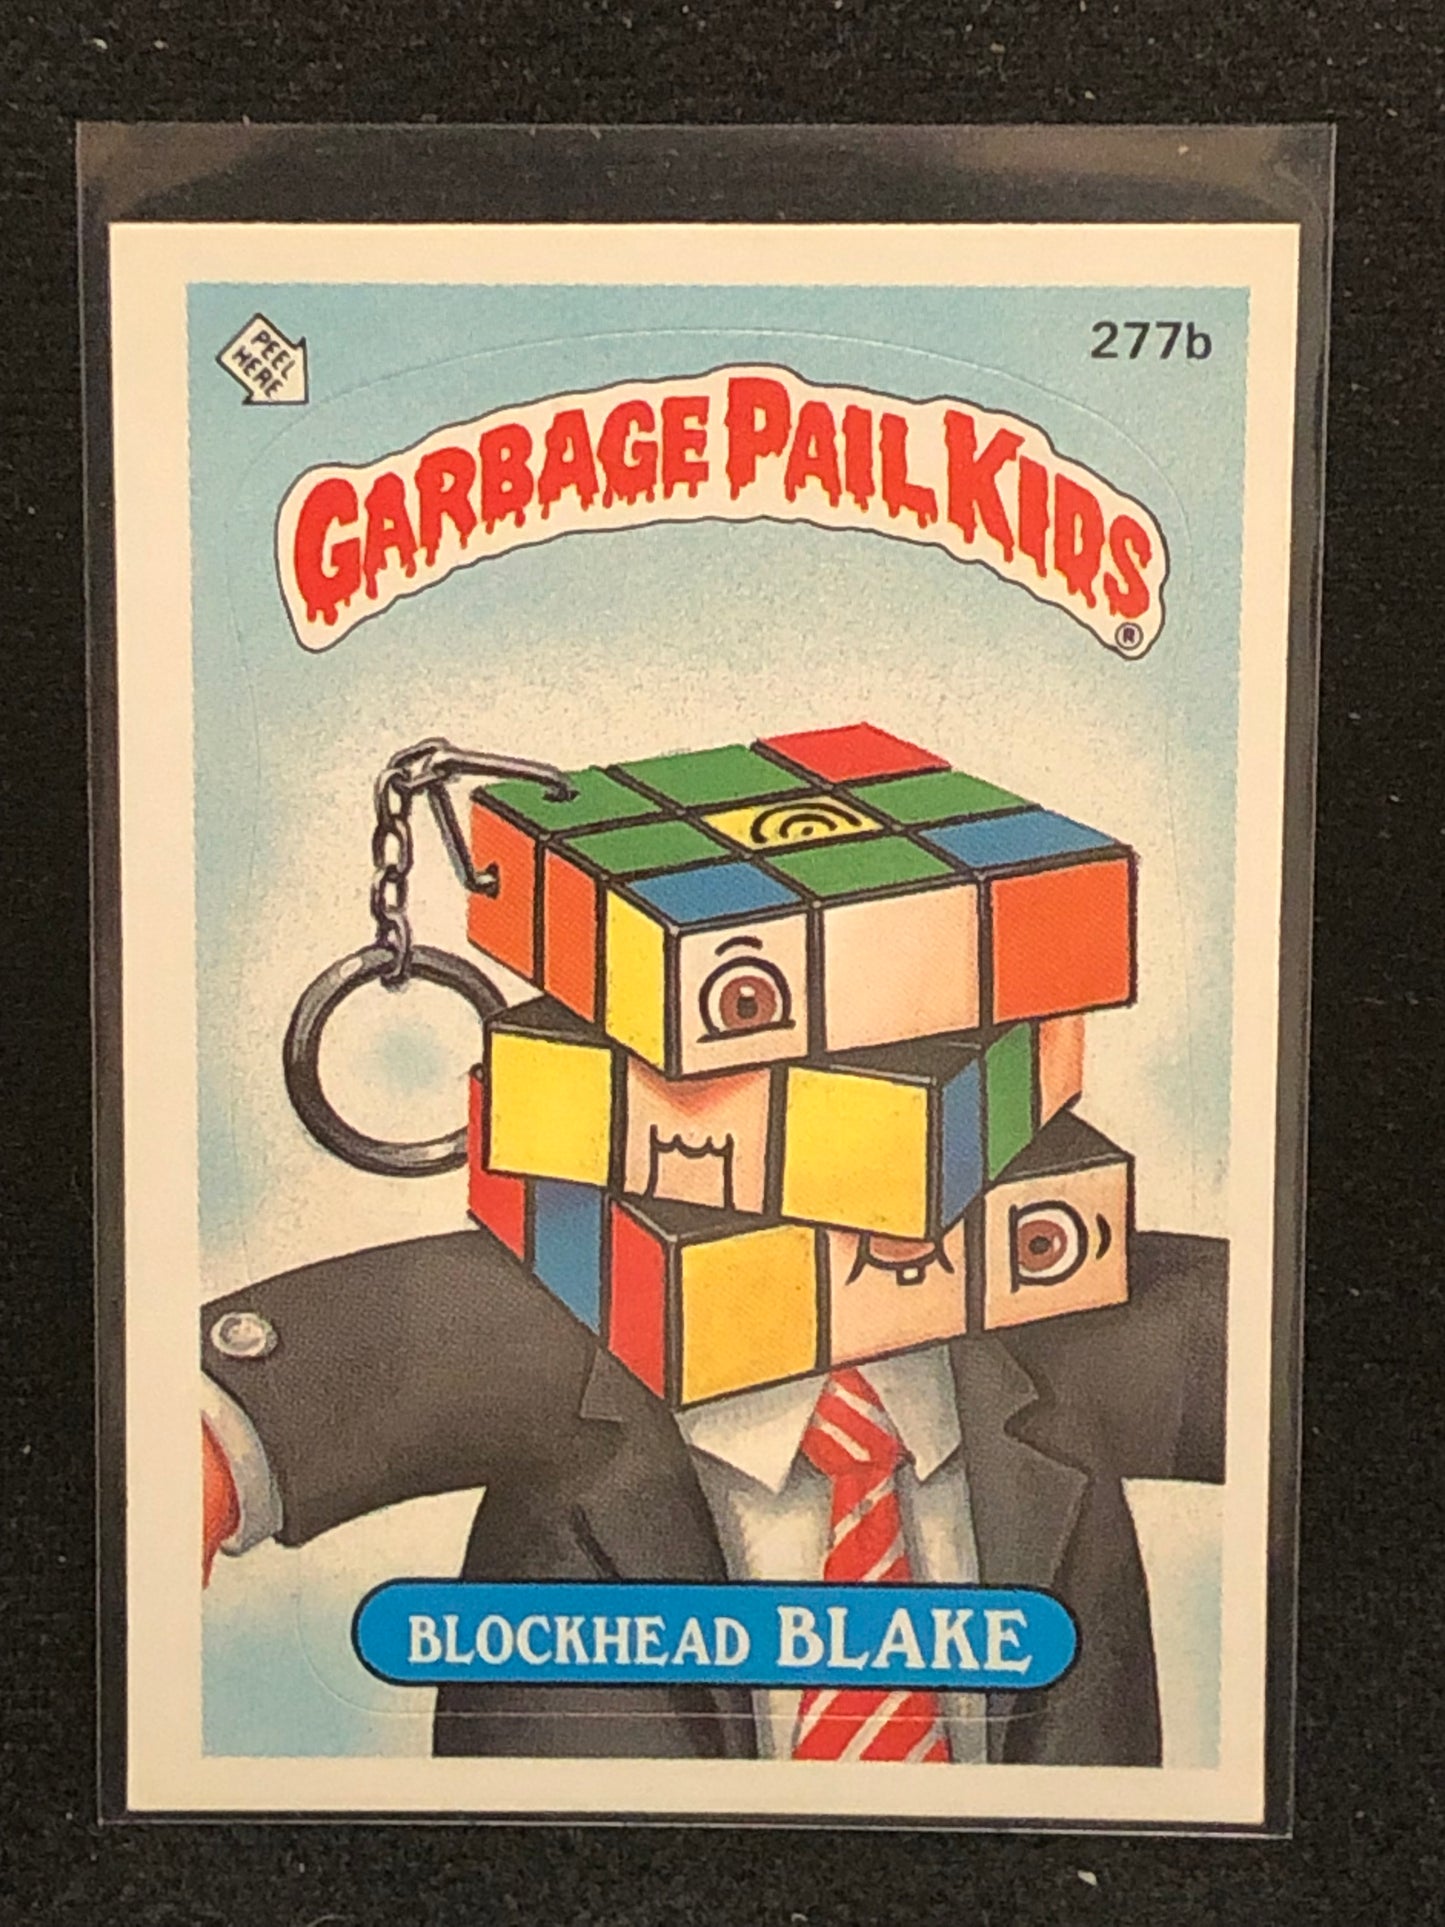 PEEL
HERE
277b
GARBAGE PAIL KIDS
®
BLOCKHEAD BLAKE